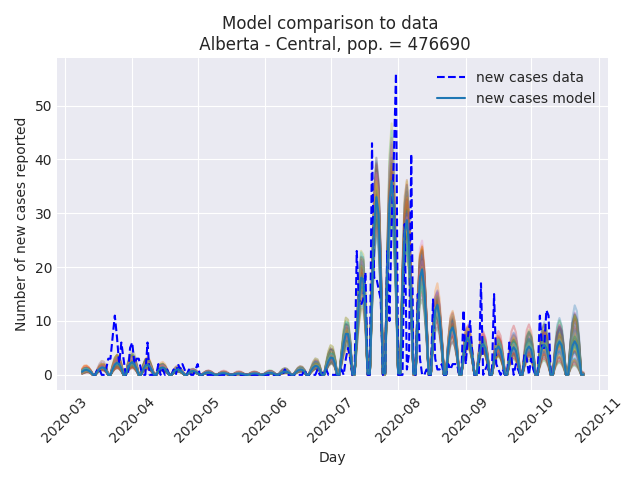 Model comparison to data
Alberta - Central, pop. = 476690
new cases data
new cases model
Number of new cases reported
50
40
30
20
10
0
2020-03
2020-04
2020-05
2020-06
2020-07
2020-08
2020-09
2020-10
2020-11
Day